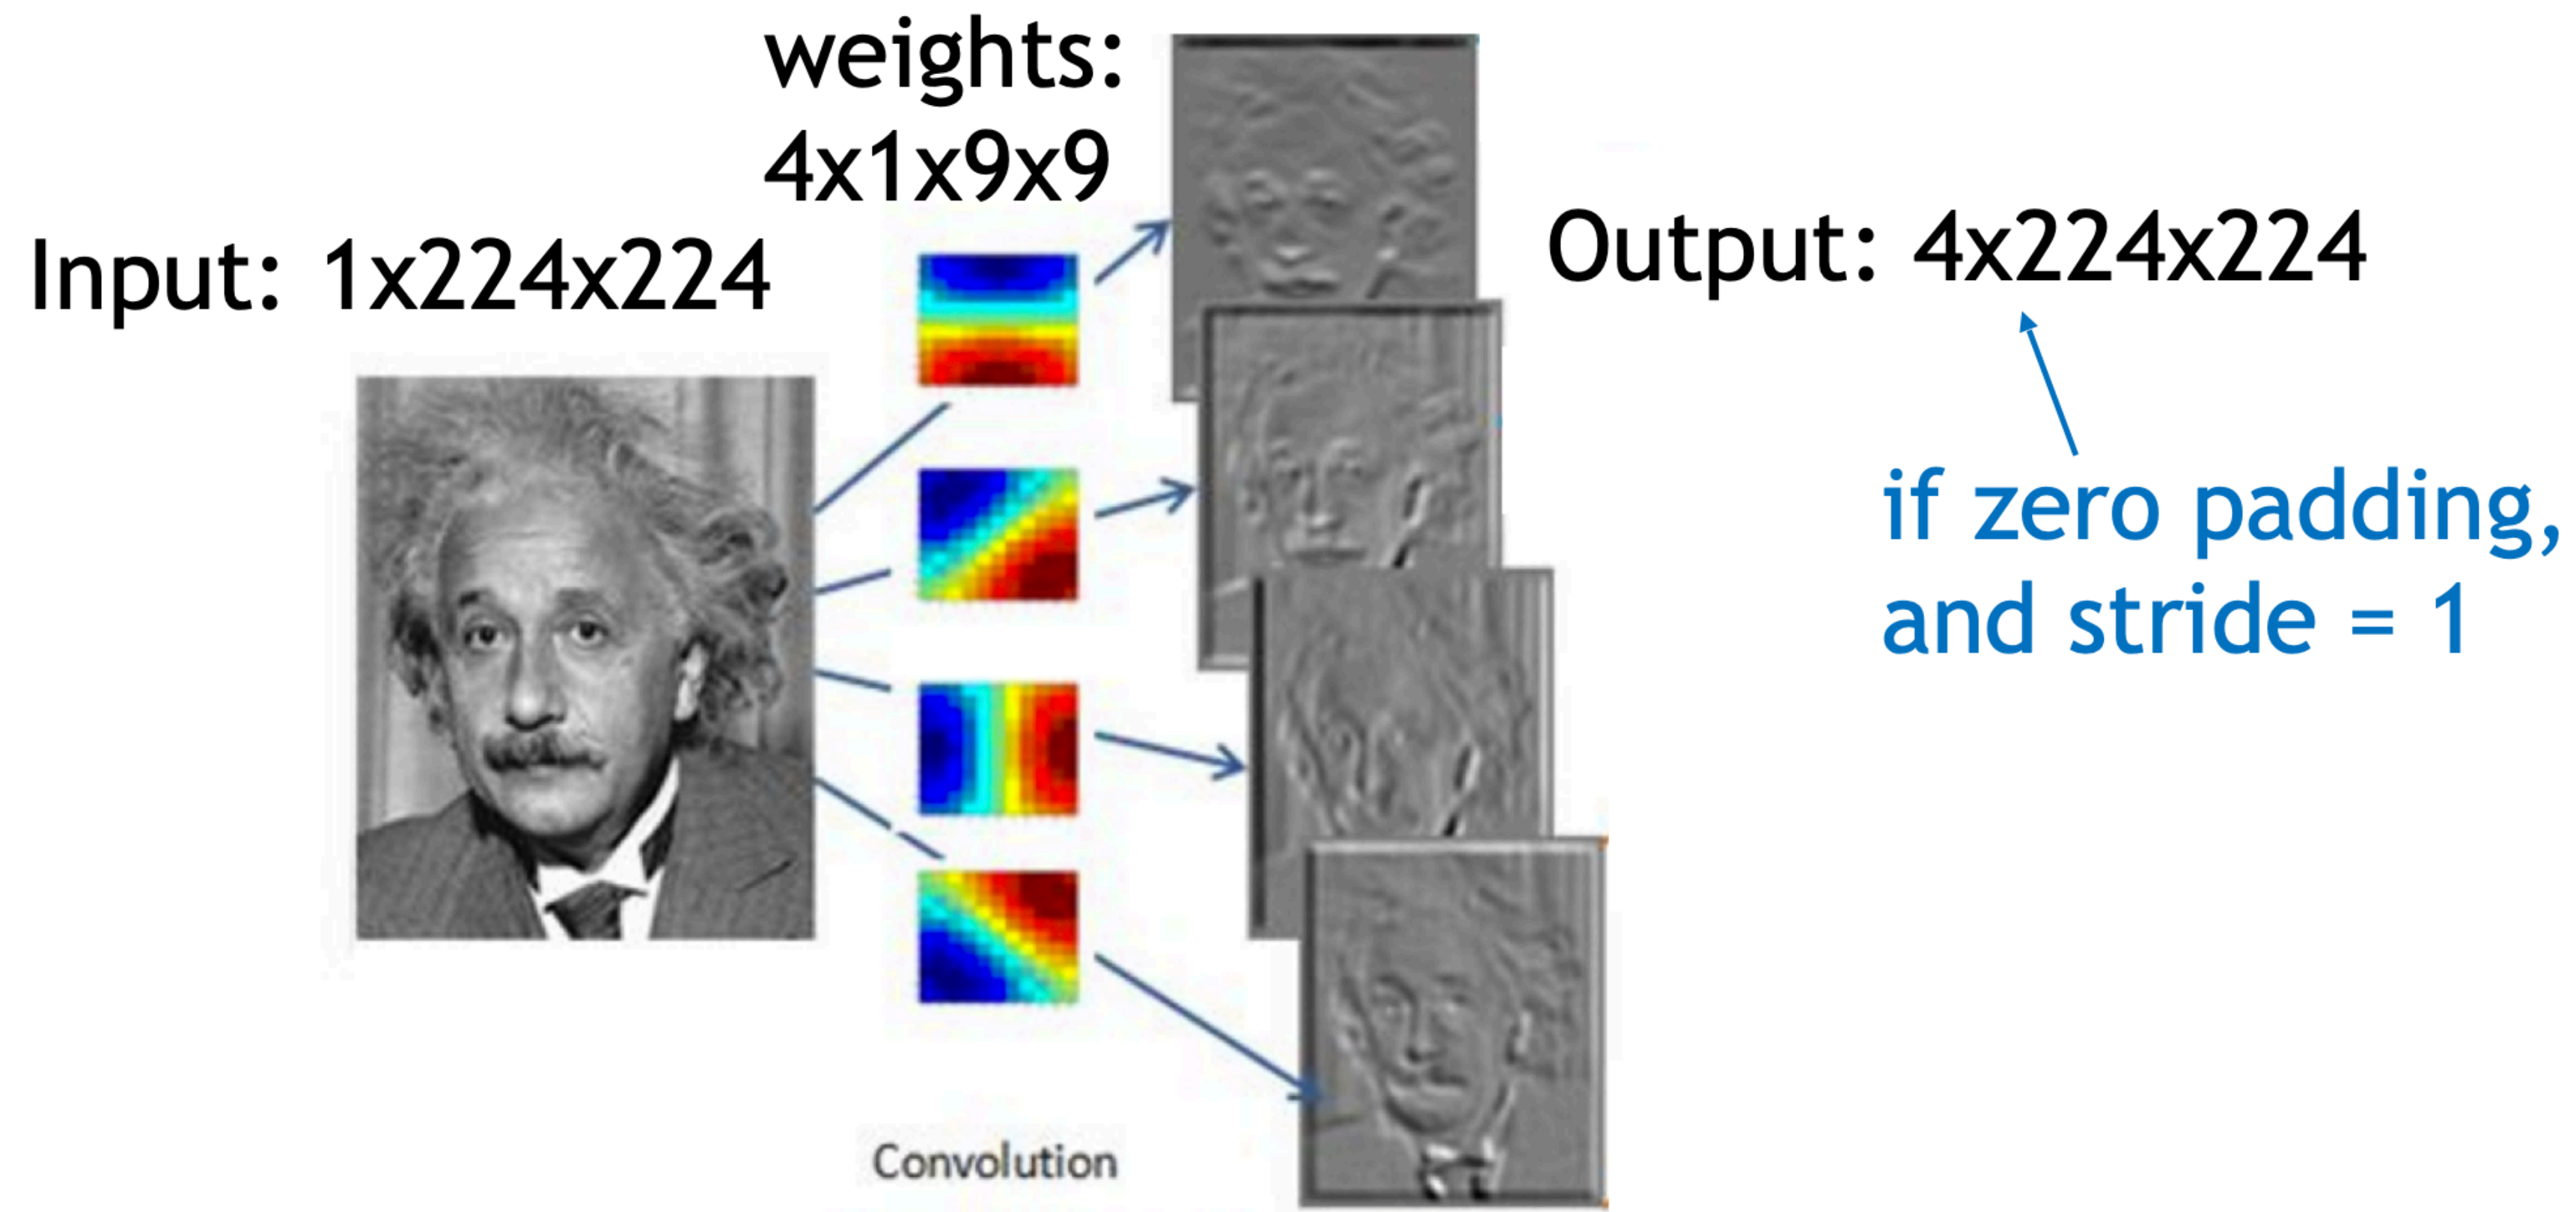 weights:
4x1x9x9
Input: 1x224x224
Output: 4x224x224
if zero padding,
and stride = 1
Convolution